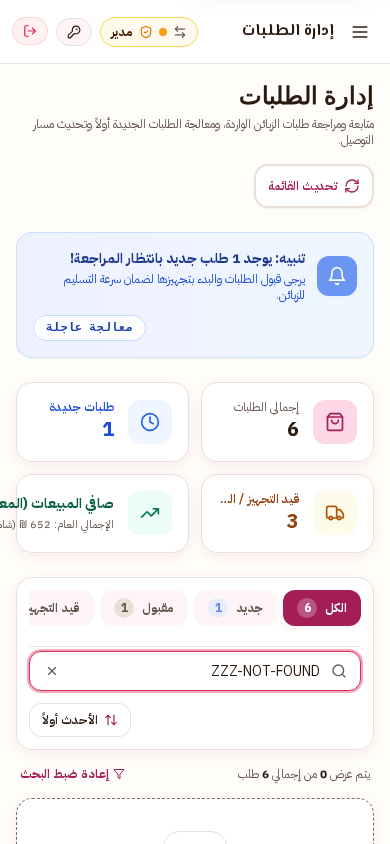 إدارة الطلبات
مدير
إدارة الطلبات
متابعة ومراجعة طلبات الزبائن الواردة، ومعالجة الطلبات الجديدة أولاً وتحديث مسار
التوصيل.
تحديث القائمة
تنبيه: يوجد 1 طلب جديد بانتظار المراجعة!
يرجى قبول الطلبات والبدء بتجهيزها لضمان سرعة التسليم
للزبائن.
معالجة عاجلة
إجمالي الطلبات
6
طلبات جديدة
1
قيد التجهيز / الـ...
3
صافي المبيعات (المع
الإجمالي العام: 652 ₪ (شا
الكل 6
جديد 1
مقبول 1
قيد التجهيز
ZZZ-NOT-FOUND
الأحدث أولاً
يتم عرض 0 من إجمالي 6 طلب
إعادة ضبط البحث